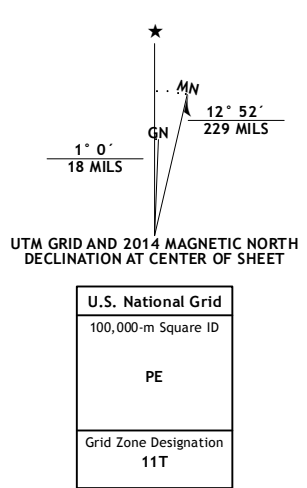 ★
MN
GN
12° 52´
229 MILS
1° 0´
18 MILS
UTM GRID AND 2014 MAGNETIC NORTH
DECLINATION AT CENTER OF SHEET
U.S. National Grid
100,000-m Square ID
PE
Grid Zone Designation
11T